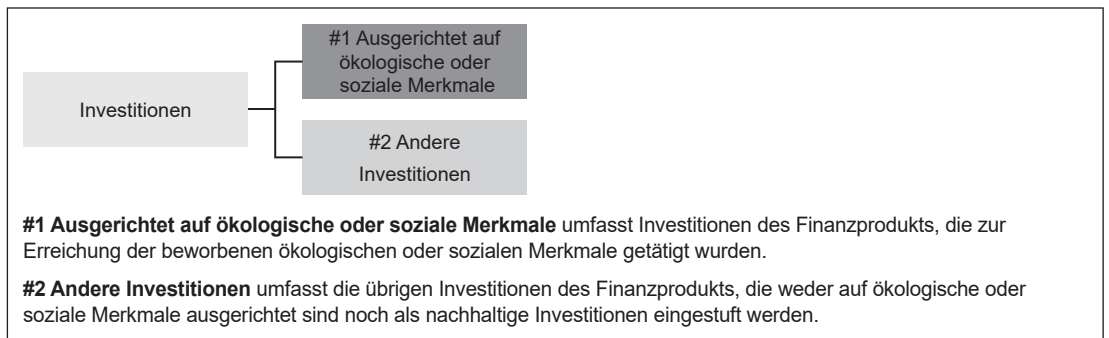 #1 Ausgerichtet auf
ökologische oder
soziale Merkmale
Investitionen
#2 Andere
Investitionen
#1 Ausgerichtet auf ökologische oder soziale Merkmale umfasst Investitionen des Finanzprodukts, die zur
Erreichung der beworbenen ökologischen oder sozialen Merkmale getätigt wurden.
#2 Andere Investitionen umfasst die übrigen Investitionen des Finanzprodukts, die weder auf ökologische oder
soziale Merkmale ausgerichtet sind noch als nachhaltige Investitionen eingestuft werden.